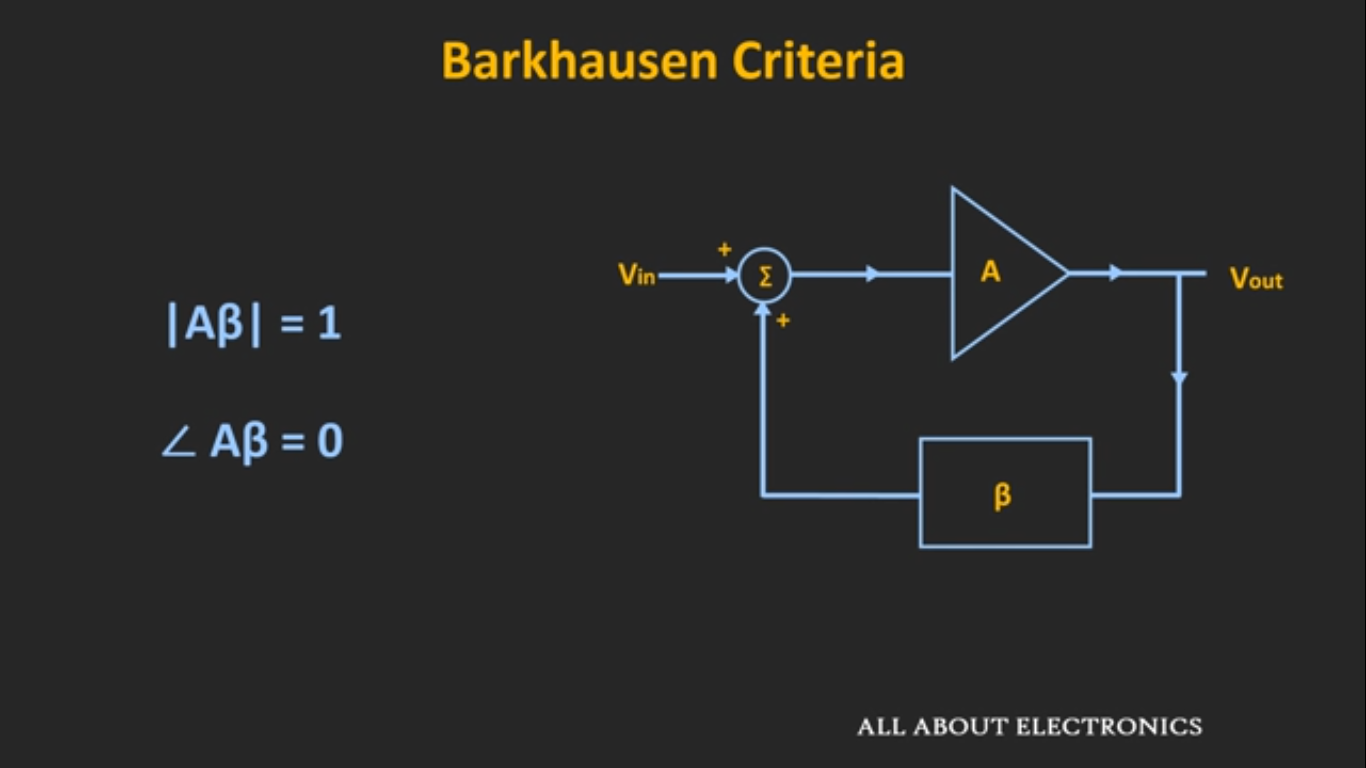 Barkhausen Criteria
|Aβ| = 1
∠ Aβ = 0
+
Vin
Σ
+
A
Vout
β
ALL ABOUT ELECTRONICS